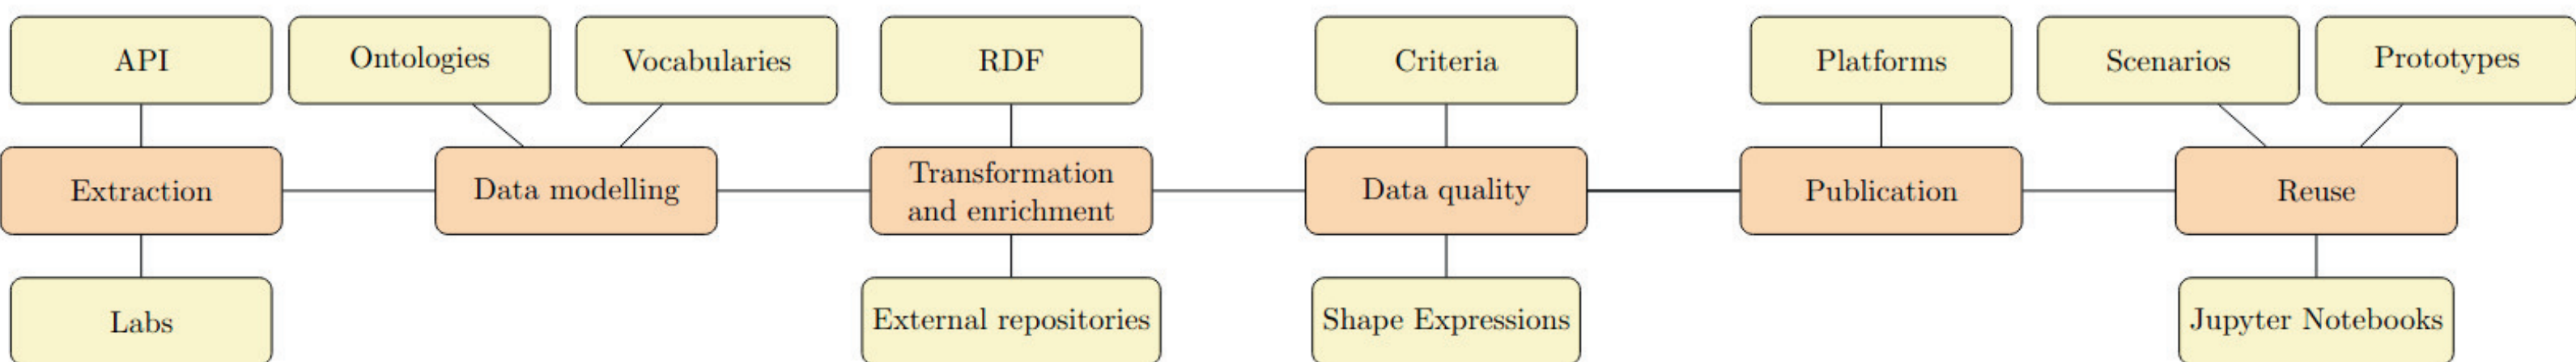 API
Ontologies
Vocabularies
RDF
Criteria
Platforms
Scenarios
Prototypes
Extraction
Data modelling
Transformation
and enrichment
Data quality
Publication
Reuse
Labs
External repositories
Shape Expressions
Jupyter Notebooks